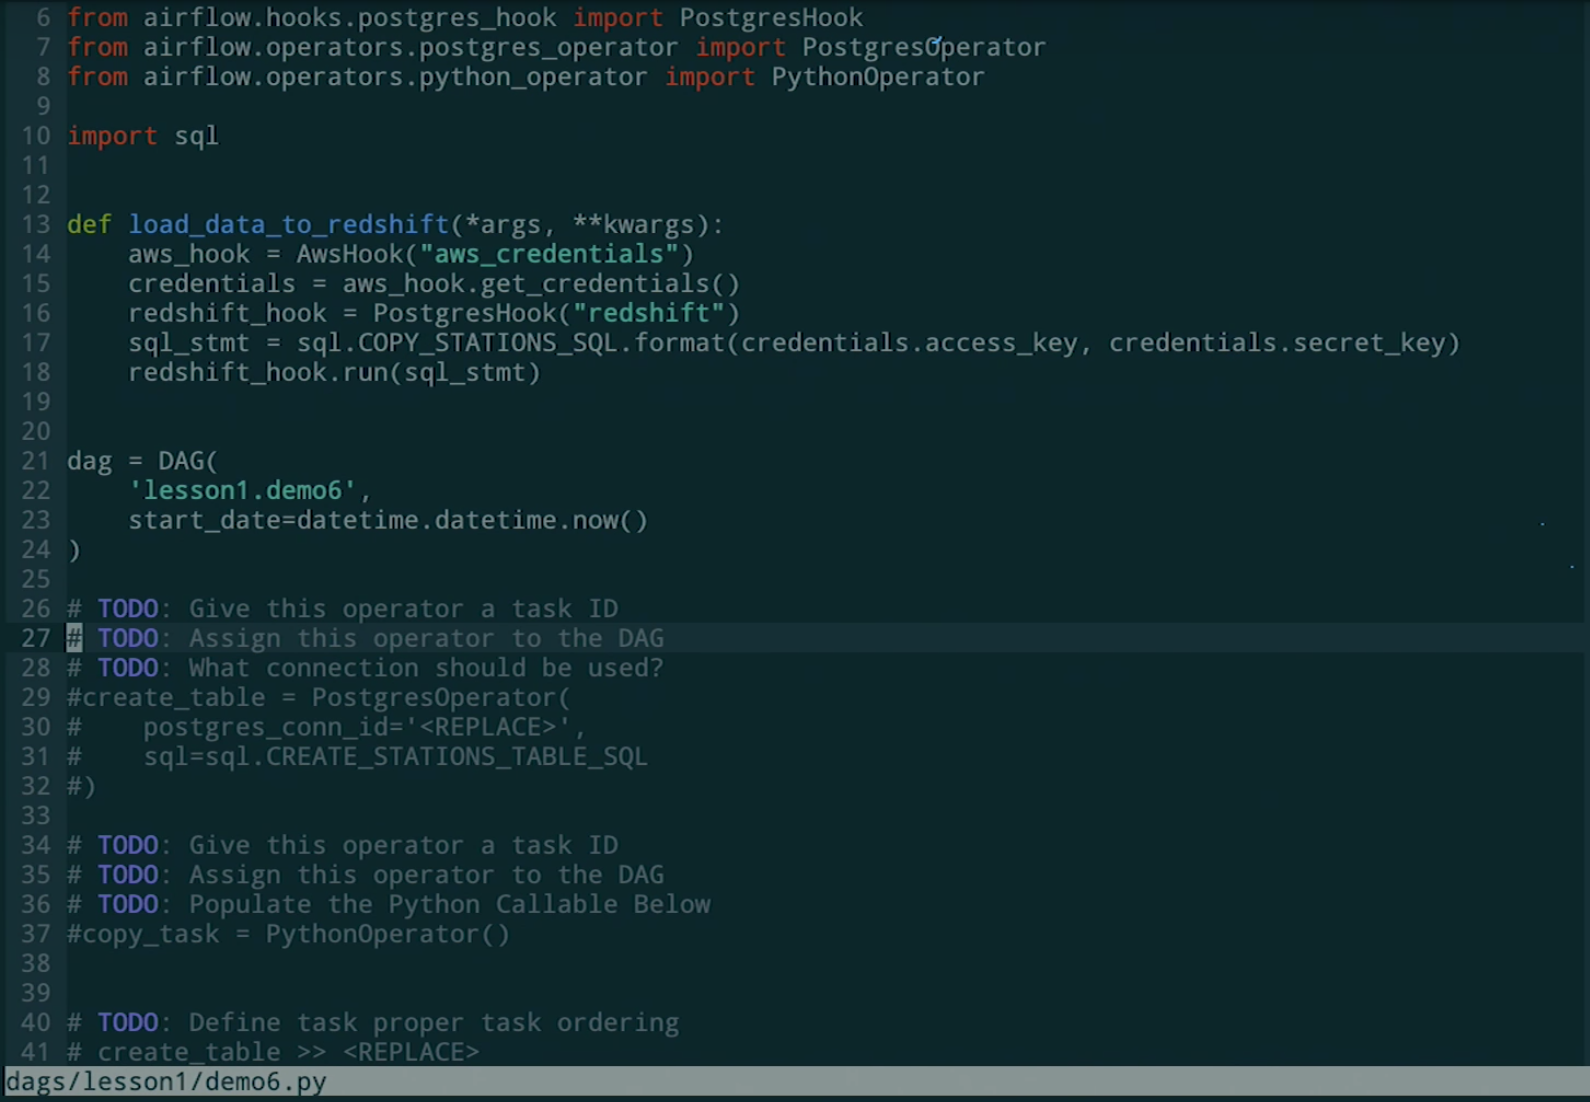 6 from airflow.hooks.postgres_hook import PostgresHook
7 from airflow.operators.postgres_operator import PostgresOperator
8 from airflow.operators.python_operator import PythonOperator
9
10 import sql
11
12
13 def load_data_to_redshift(*args, **kwargs):
14     aws_hook = AwsHook("aws_credentials")
15     credentials = aws_hook.get_credentials()
16     redshift_hook = PostgresHook("redshift")
17     sql_stmt = sql.COPY_STATIONS_SQL.format(credentials.access_key, credentials.secret_key)
18     redshift_hook.run(sql_stmt)
19
20
21 dag = DAG(
22     'lesson1.demo6',
23     start_date=datetime.datetime.now()
24 )
25
26 # TODO: Give this operator a task ID
27 # TODO: Assign this operator to the DAG
28 # TODO: What connection should be used?
29 #create_table = PostgresOperator(
30 #    postgres_conn_id='<REPLACE>',
31 #    sql=sql.CREATE_STATIONS_TABLE_SQL
32 #)
33
34 # TODO: Give this operator a task ID
35 # TODO: Assign this operator to the DAG
36 # TODO: Populate the Python Callable Below
37 #copy_task = PythonOperator()
38
39
40 # TODO: Define task proper task ordering
41 # create_table >> <REPLACE>
dags/lesson1/demo6.py